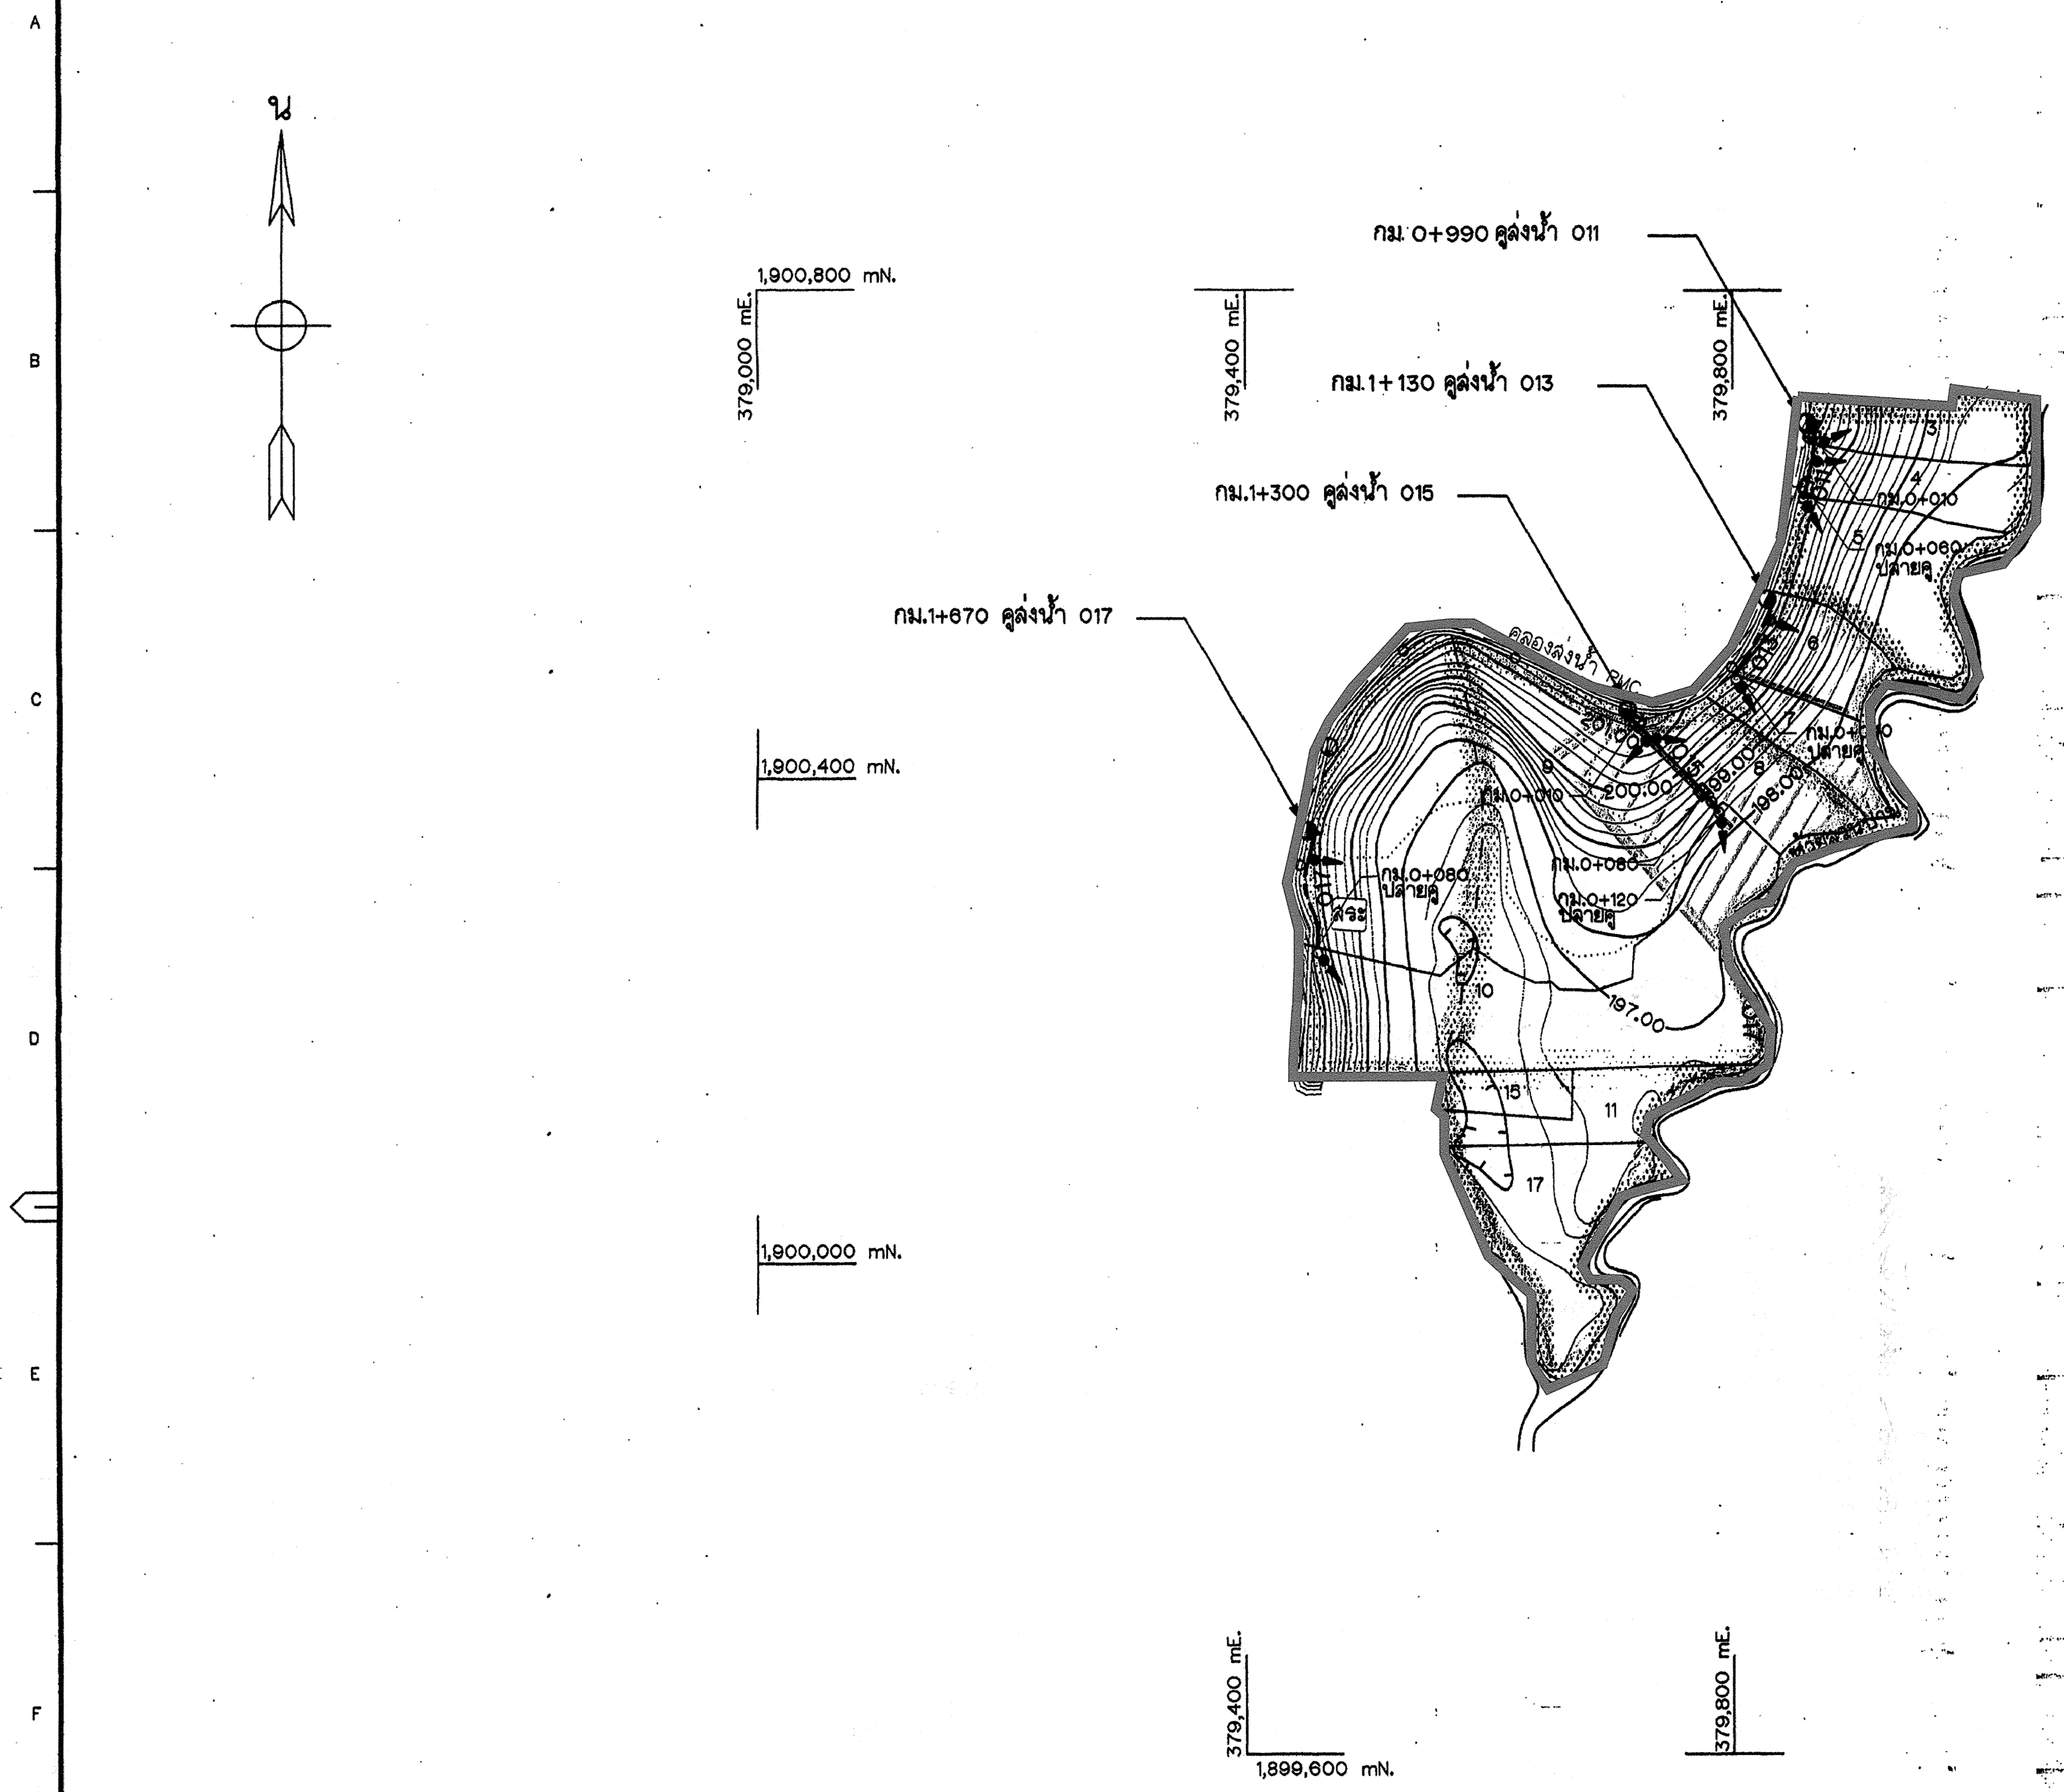 A
น
กม. 0+990 คูส่งน้ำ 011
1,900,800 mN.
379,000 mE.
379,400 mE.
379,800 mE.
B
กม.1+130 คูส่งน้ำ 013
3
4
กม.0+010
กม.1+300 คูส่งน้ำ 015
011
5
กม.0+060
ปลายคู
กม.1+670 คูส่งน้ำ 017
คลองส่งน้ำ RMC
013
6
C
7
ปลายคู
201.00
015
199.00
8
198.00
9
200.00
กม.0+010
1,900,400 mN.
กม.0+080
กม.0+080
ปลายคู
017
สระ
กม.0+120
ปลายคู
10
197.00
D
15
11
17
1,900,000 mN.
E
379,400 mE.
379,800 mE.
F
1,899,600 mN.